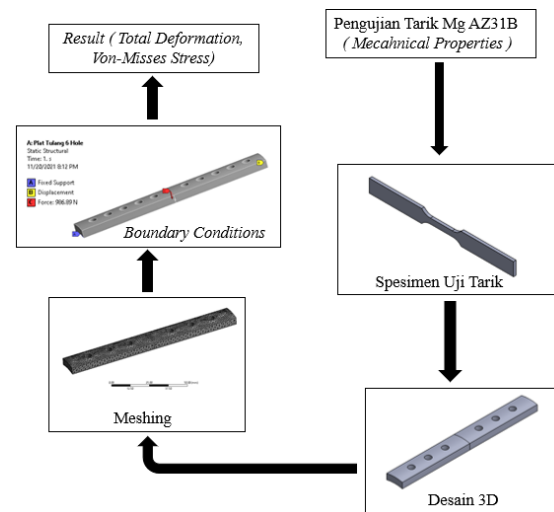 Result ( Total Deformation,
Von-Misses Stress)
Pengujian Tarik Mg AZ31B
( Mecahnical Properties )
A: Plat Tulang 6 Hole
Static Structural
Time: 1. s
11/20/2021 8:12 PM
A Fixed Support
B Displacement
C Force: 986.89 N
Boundary Conditions
Spesimen Uji Tarik
Meshing
Desain 3D